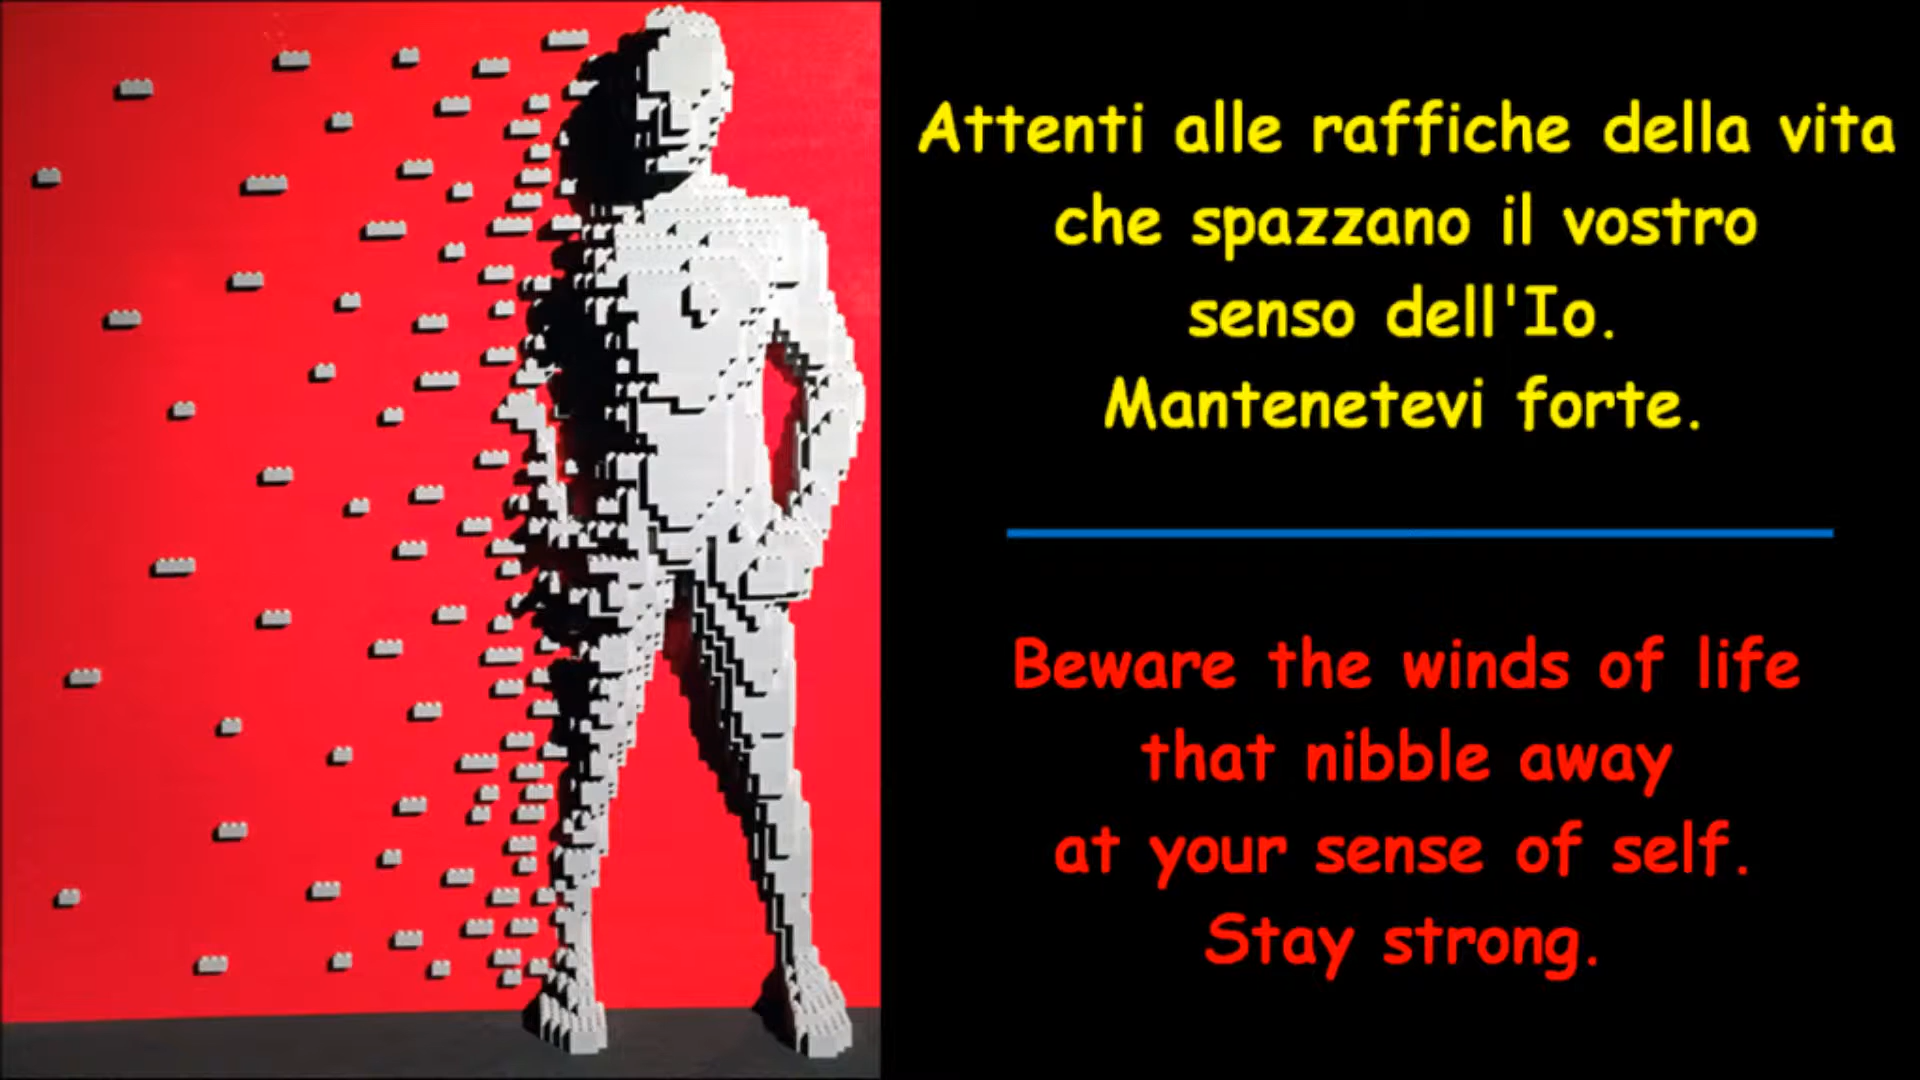 Attenti alle raffiche della vita
che spazzano il vostro
senso dell'Io.
Mantenetevi forte.
Beware the winds of life
that nibble away
at your sense of self.
Stay strong.